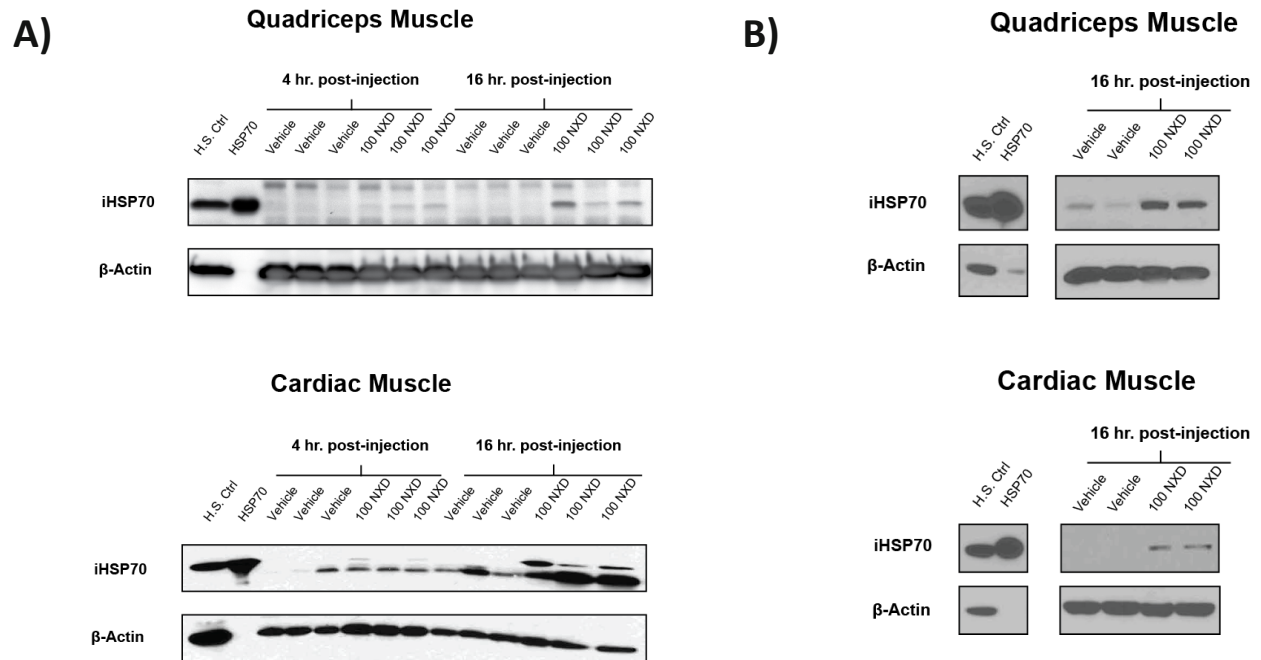 A)
Quadriceps Muscle
4 hr. post-injection 16 hr. post-injection
H.S. Ctrl HSP70 Vehicle Vehicle Vehicle 100 NXD 100 NXD 100 NXD Vehicle Vehicle Vehicle 100 NXD 100 NXD 100 NXD
iHSP70
β-Actin
Cardiac Muscle
4 hr. post-injection 16 hr. post-injection
H.S. Ctrl HSP70 Vehicle Vehicle Vehicle 100 NXD 100 NXD 100 NXD Vehicle Vehicle Vehicle 100 NXD 100 NXD 100 NXD
iHSP70
β-Actin
B)
Quadriceps Muscle
16 hr. post-injection
H.S. Ctrl HSP70 Vehicle Vehicle 100 NXD 100 NXD
iHSP70
β-Actin
Cardiac Muscle
16 hr. post-injection
H.S. Ctrl HSP70 Vehicle Vehicle 100 NXD 100 NXD
iHSP70
β-Actin